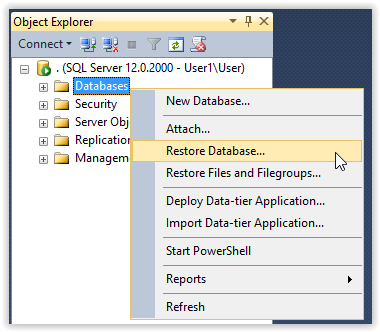 Object Explorer
Connect
. (SQL Server 12.0.2000 - User1\User)
Databases
Security
Server Obj
Replication
Managem
New Database...
Attach...
Restore Database...
Restore Files and Filegroups...
Deploy Data-tier Application...
Import Data-tier Application...
Start PowerShell
Reports
Refresh